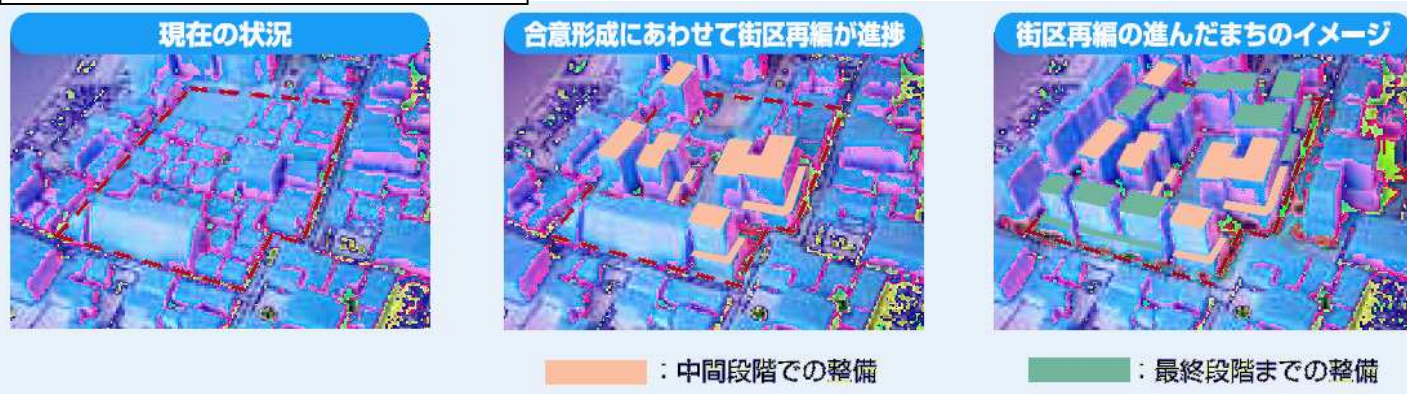 現在の状況
合意形成にあわせて街区再編が進捗
街区再編の進んだまちのイメージ
：中間段階での整備
：最終段階までの整備